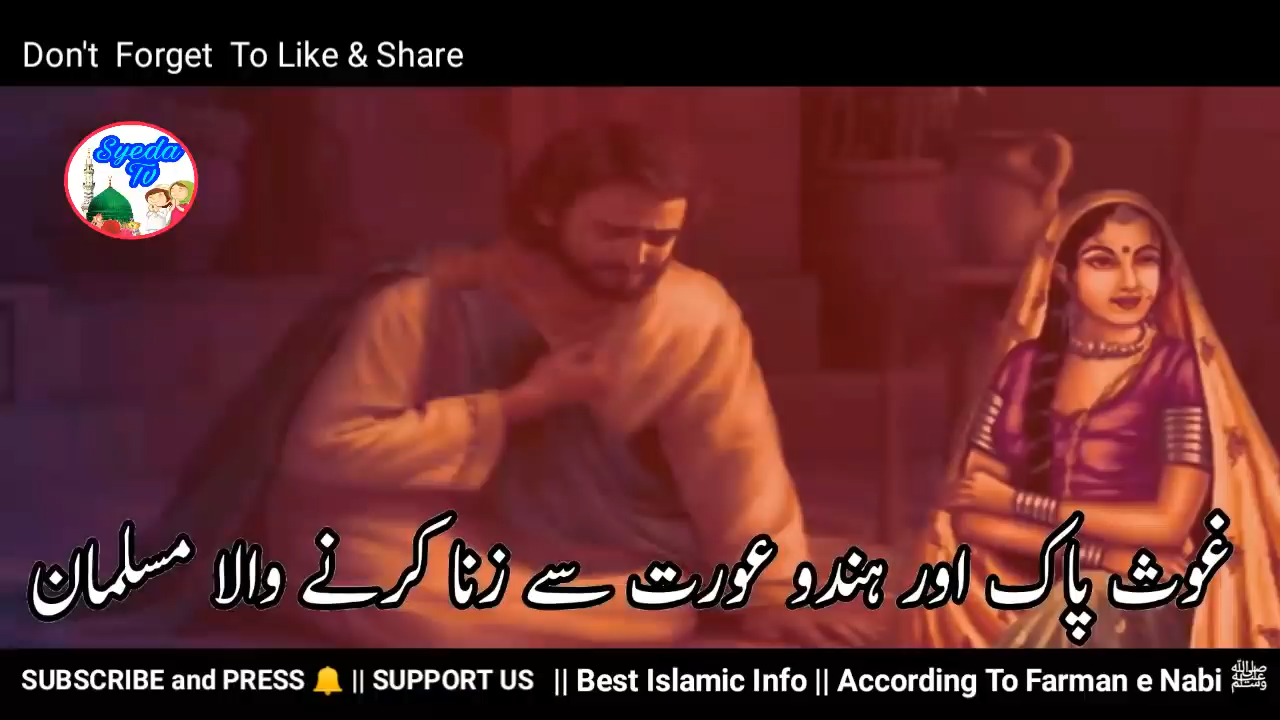 Don't Forget To Like & Share
Syeda
Tv
غوث پاک اور ہندو عورت سے زنا کرنے والا مسلمان
SUBSCRIBE and PRESS 🔔 || SUPPORT US || Best Islamic Info || According To Farman e Nabi ﷺ